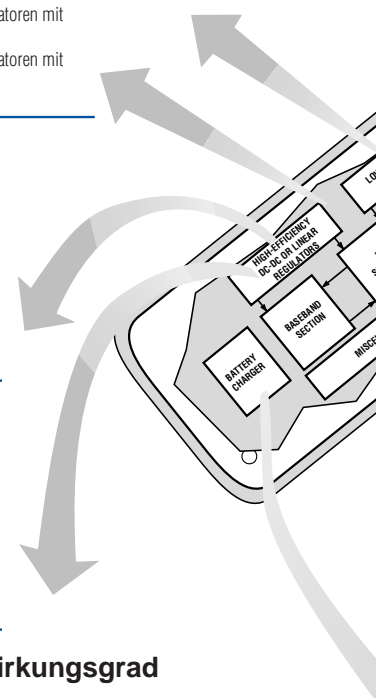 atoren mit
atoren mit
HIGH-EFFICIENCY
DC-DC OR LINEAR
REGULATORS
BASEBAND
SECTION
BATTERY
CHARGER
irkungsgrad